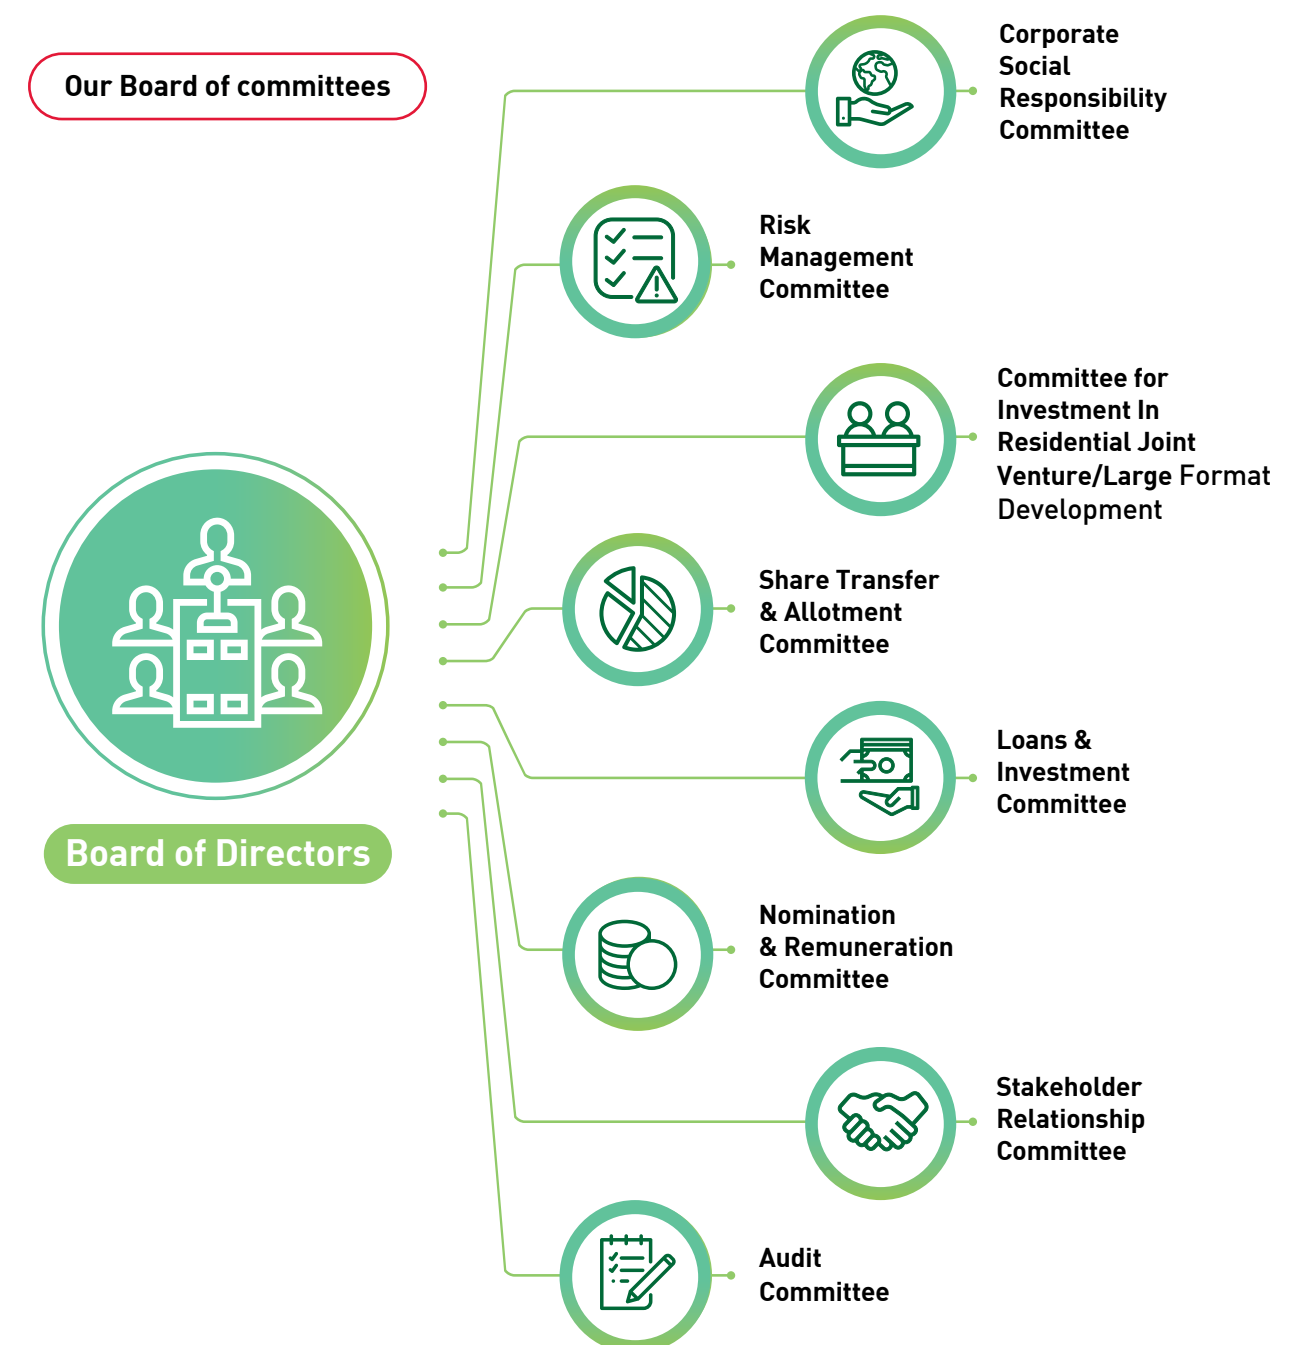 Our Board of committees
Corporate
Social
Responsibility
Committee
Risk
Management
Committee
Committee for
Investment In
Residential Joint
Venture/Large Format
Development
Share Transfer
& Allotment
Committee
Loans &
Investment
Committee
Board of Directors
Nomination
& Remuneration
Committee
Stakeholder
Relationship
Committee
Audit
Committee